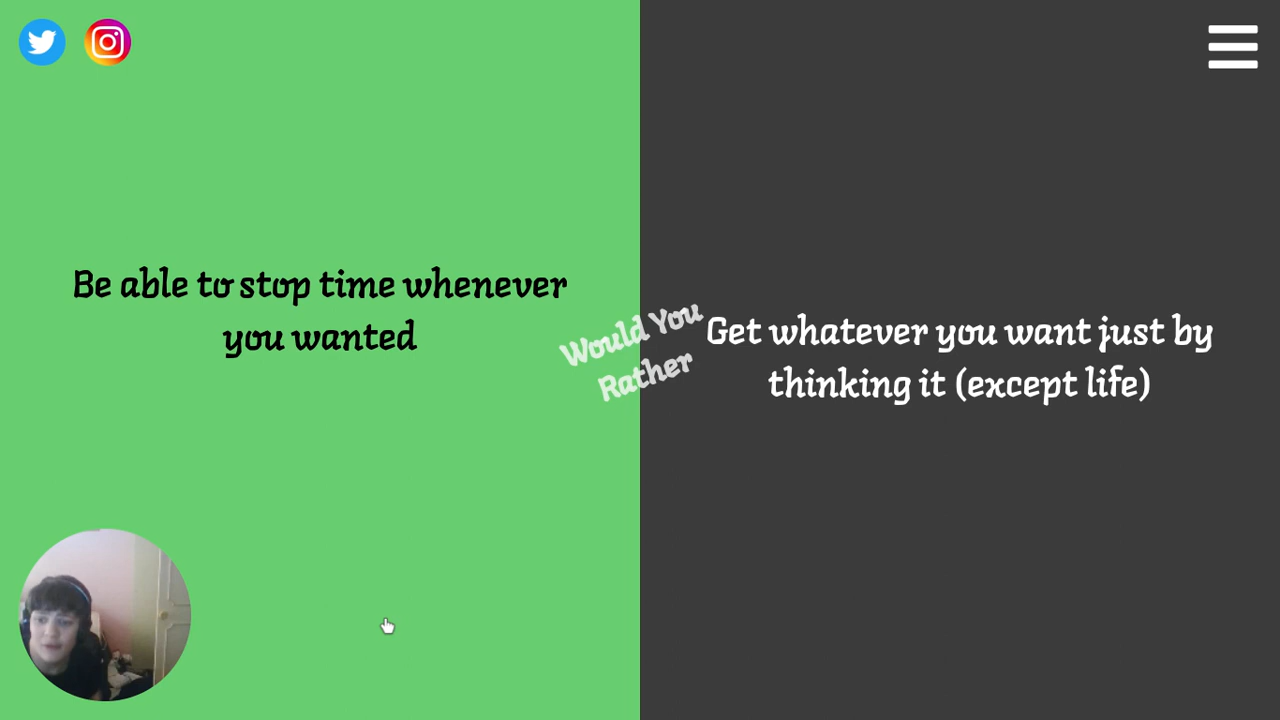 Be able to stop time whenever
you wanted
Would You
Rather
Get whatever you want just by
thinking it (except life)